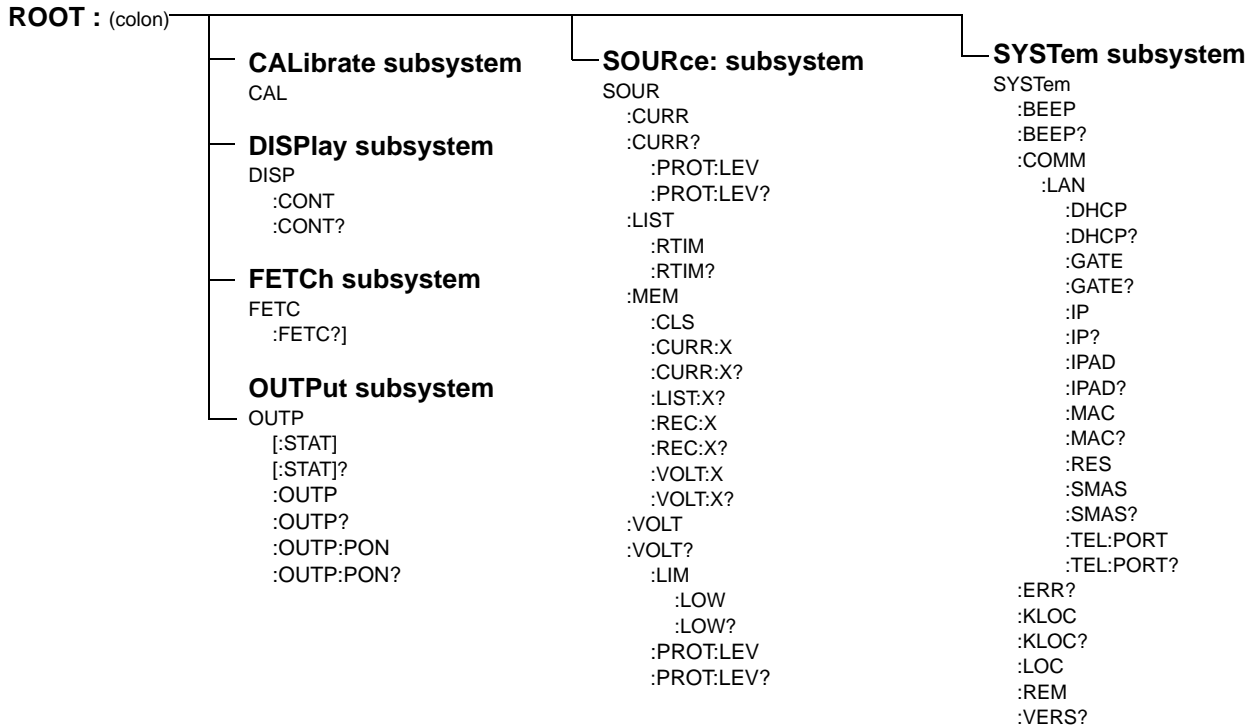 ROOT : (colon)
CALibrate subsystem
CAL
DISPlay subsystem
DISP
:CONT
:CONT?
FETCh subsystem
FETC
:FETC?]
OUTPut subsystem
OUTP
[:STAT]
[:STAT]?
:OUTP
:OUTP?
:OUTP:PON
:OUTP:PON?
SOURce: subsystem
SOUR
:CURR
:CURR?
:PROT:LEV
:PROT:LEV?
:LIST
:RTIM
:RTIM?
:MEM
:CLS
:CURR:X
:CURR:X?
:LIST:X?
:REC:X
:REC:X?
:VOLT:X
:VOLT:X?
:VOLT
:VOLT?
:LIM
:LOW
:LOW?
:PROT:LEV
:PROT:LEV?
SYSTem subsystem
SYSTem
:BEEP
:BEEP?
:COMM
:LAN
:DHCP
:DHCP?
:GATE
:GATE?
:IP
:IP?
:IPAD
:IPAD?
:MAC
:MAC?
:RES
:SMAS
:SMAS?
:TEL:PORT
:TEL:PORT?
:ERR?
:KLOC
:KLOC?
:LOC
:REM
:VERS?